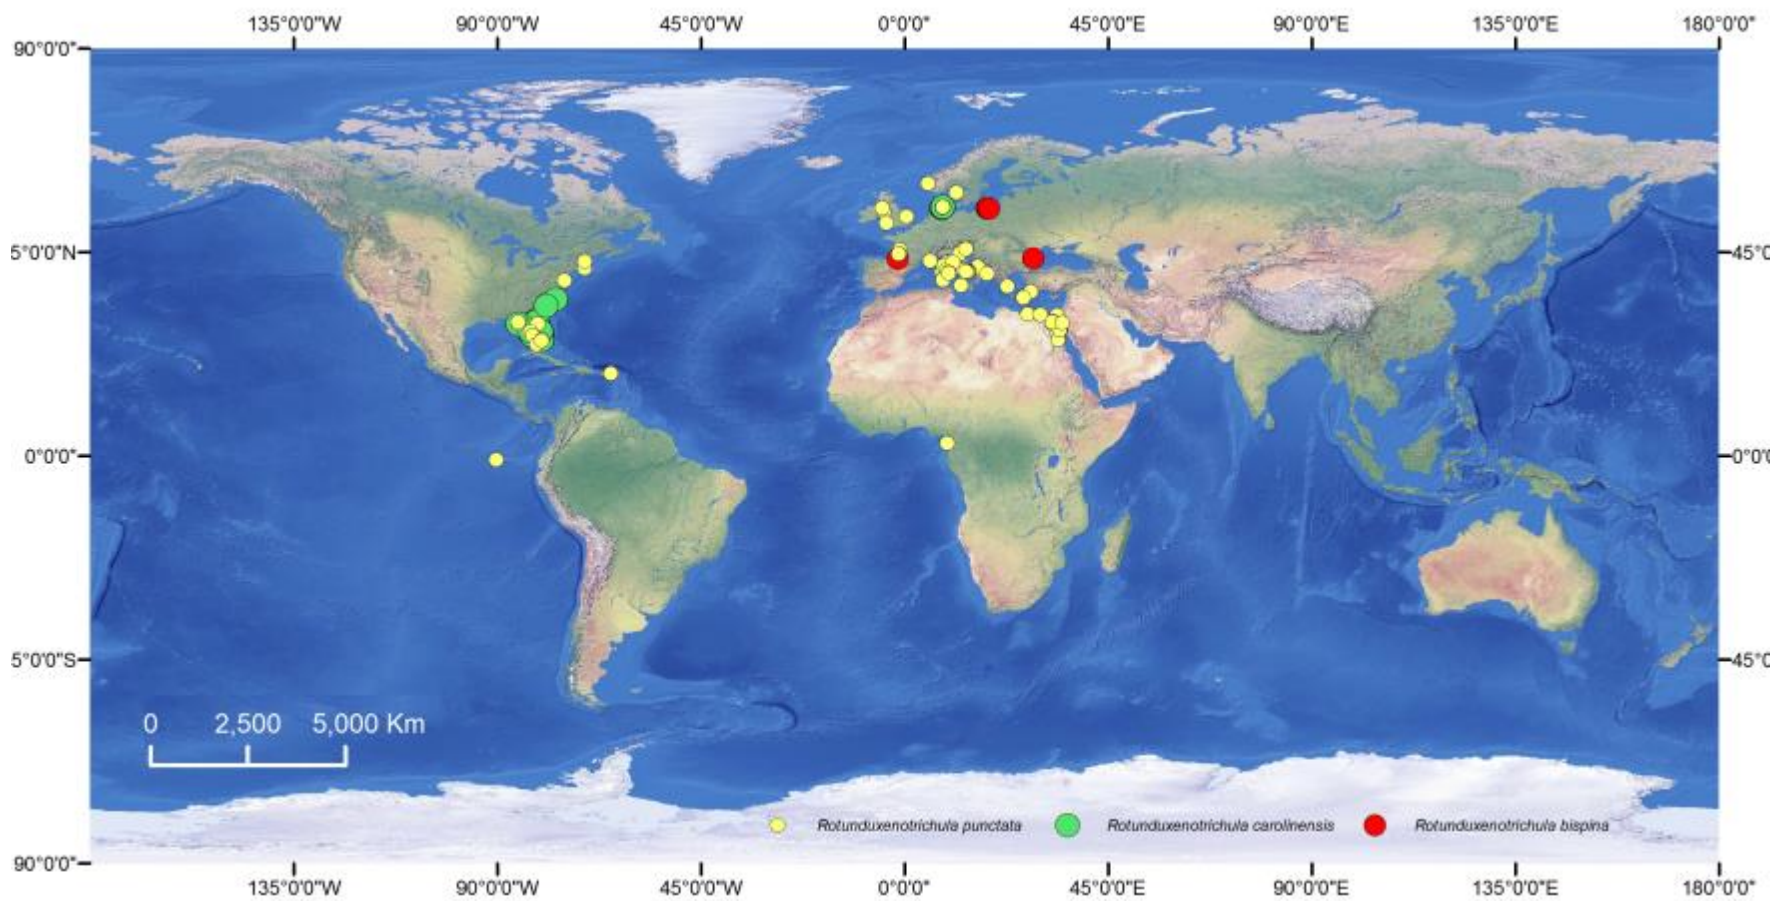 135°0'0"W 90°0'0"W 45°0'0"W 0°0'0" 45°0'0"E 90°0'0"E 135°0'0"E 180°0'0"E
90°0'0"
5°0'0"N 45°0
0°0'0" 0°0'0
5°0'0"S 45°0
0 2,500 5,000 Km
Rotunduxenotrichula punctata Rotunduxenotrichula carolinensis Rotunduxenotrichula bispina
90°0'0"
135°0'0"W 90°0'0"W 45°0'0"W 0°0'0" 45°0'0"E 90°0'0"E 135°0'0"E 180°0'0"E